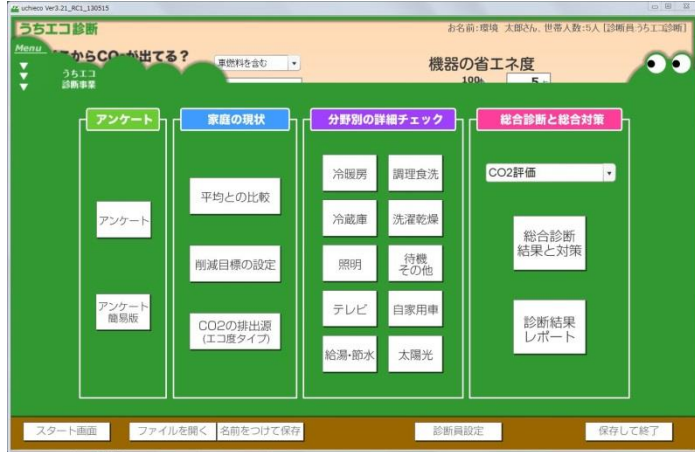 uchieco Ver3.21_RC1_130515
うちエコ診断
お名前:環境 太郎さん, 世帯人数:5人 [診断員:うちエコ診断]
Menu
からCO
が出てる?
車燃料を含む
機器の省エネ度
100%
5
うちエコ
診断事業
アンケート
家庭の現状
分野別の詳細チェック
総合診断と総合対策
アンケート
アンケート
簡易版
平均との比較
削減目標の設定
CO2の排出源
(エコ度タイプ)
冷暖房
調理食洗
冷蔵庫
洗濯乾燥
照明
待機
その他
テレビ
自家用車
給湯・節水
太陽光
CO2評価
総合診断
結果と対策
診断結果
レポート
スタート画面
ファイルを開く
名前をつけて保存
診断員設定
保存して終了